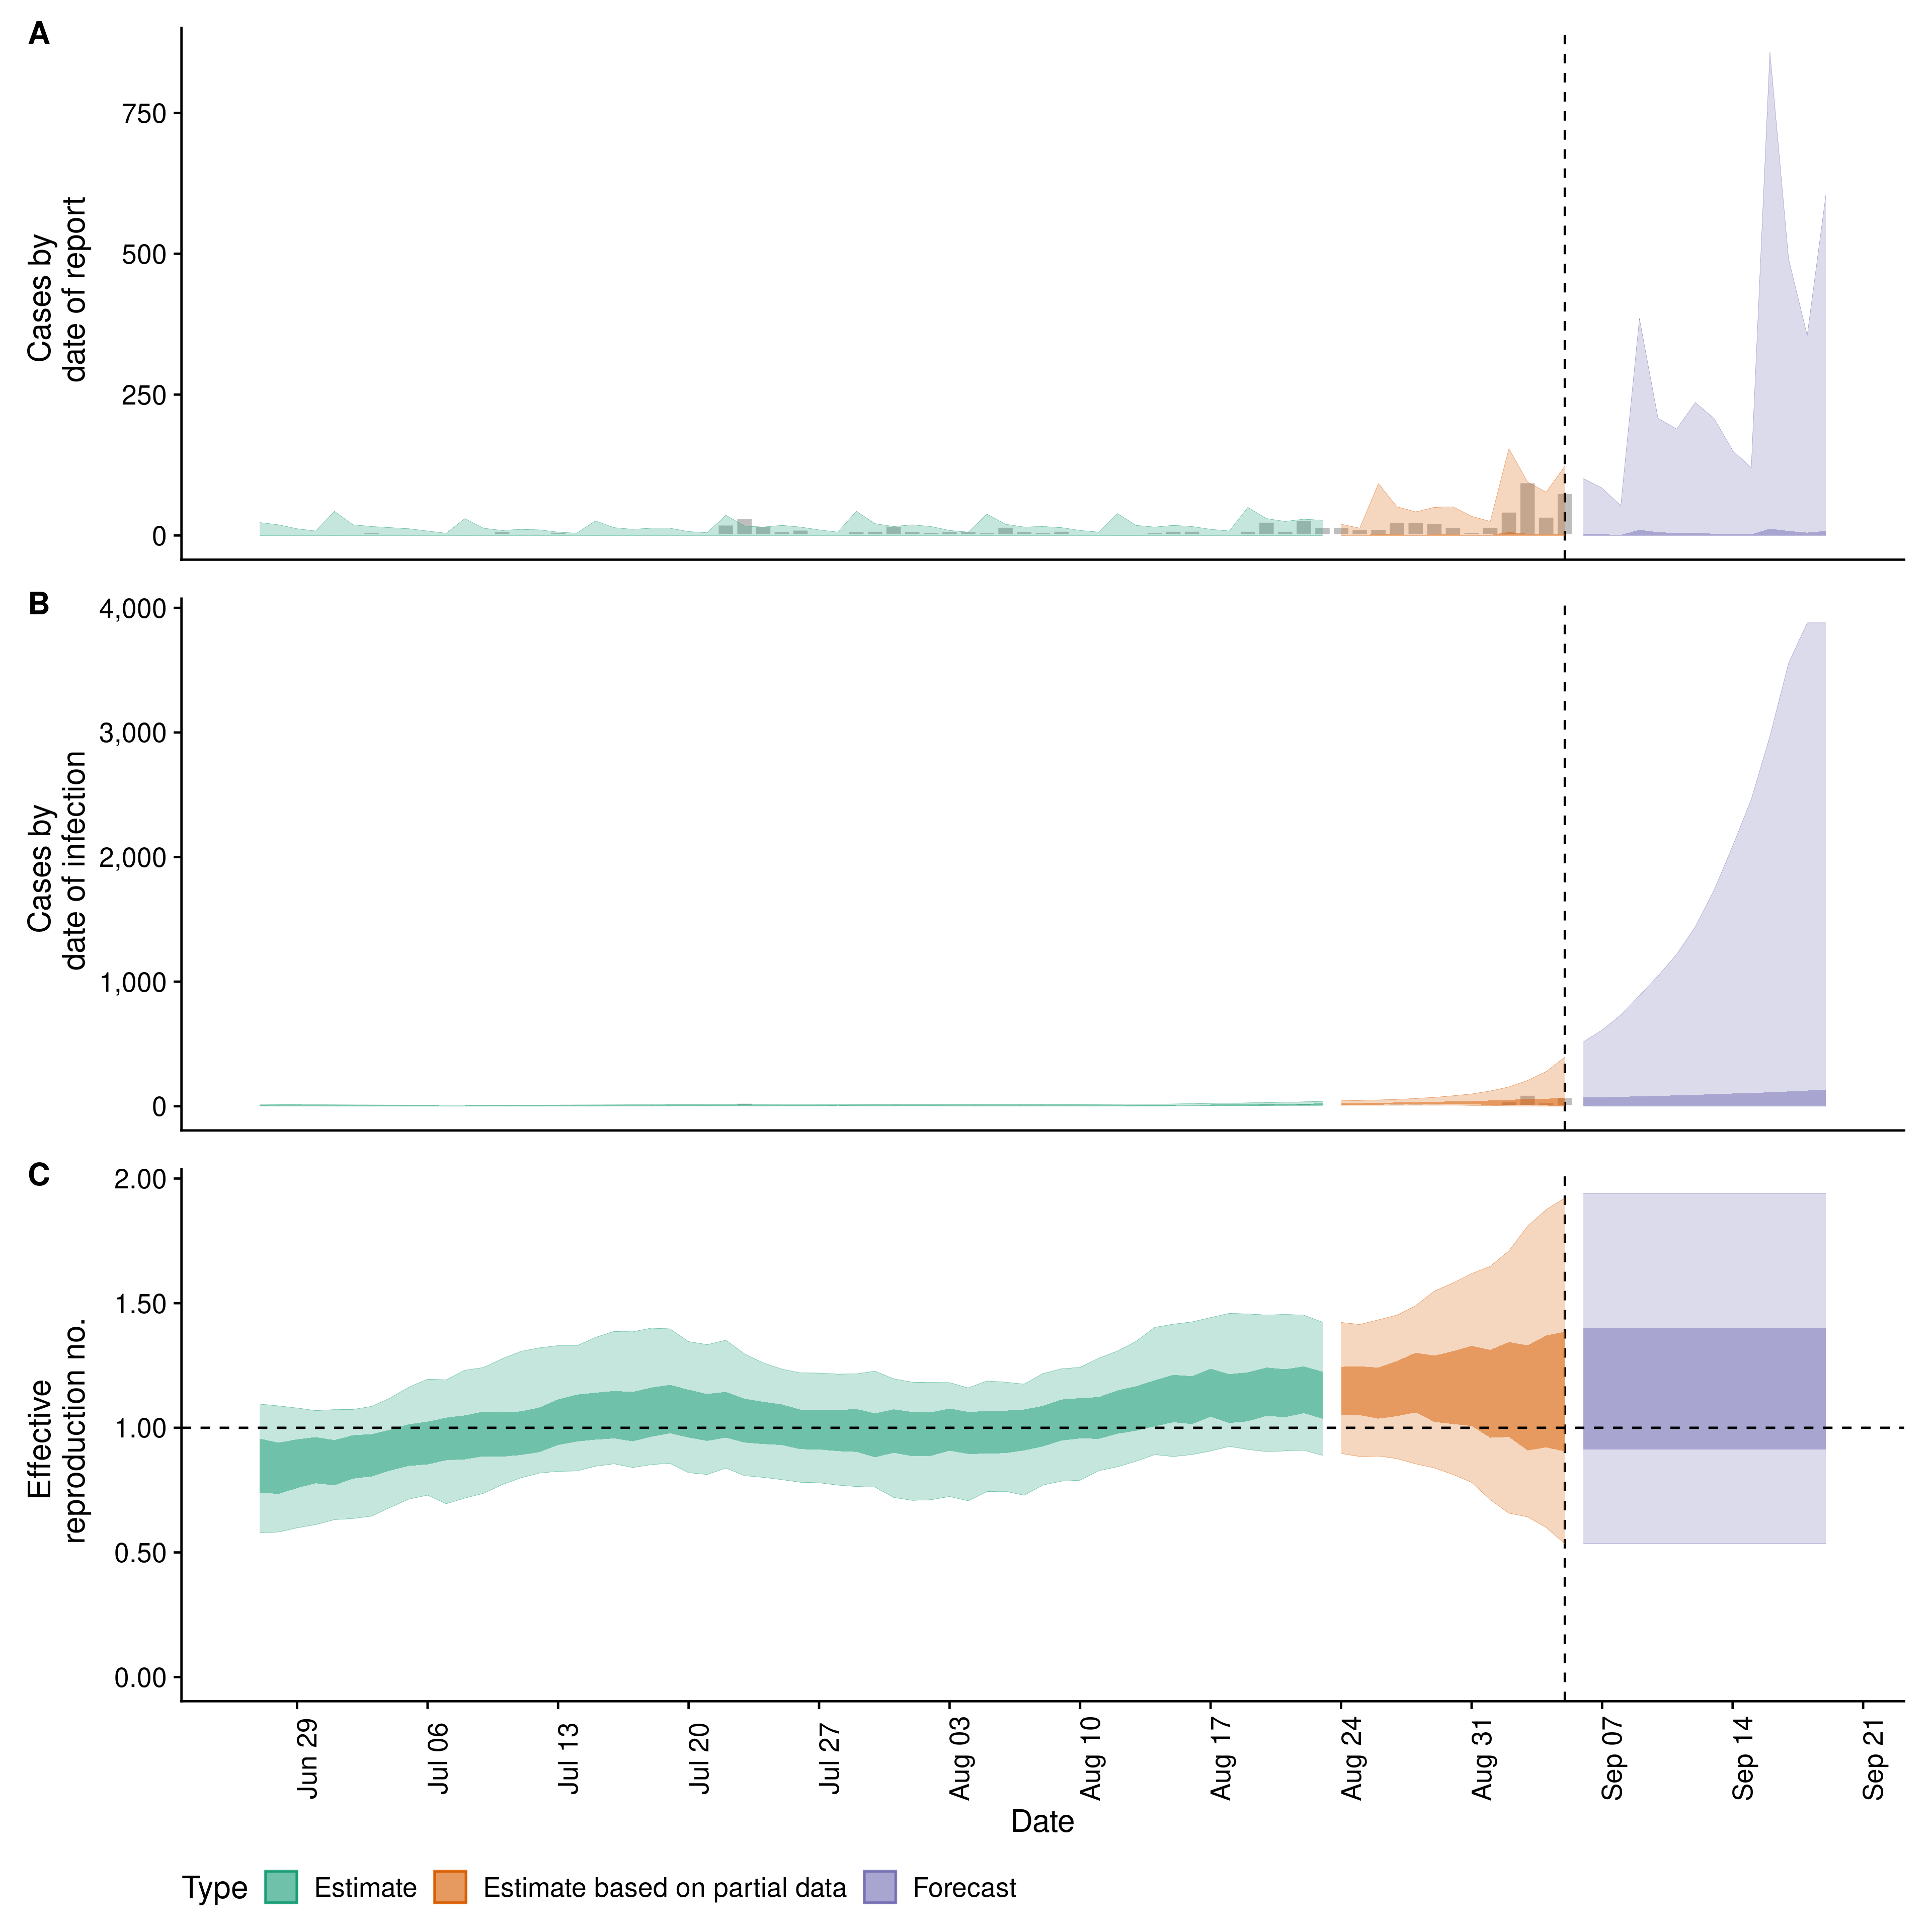 A
Cases by
date of report
750
500
250
0
B
Cases by
date of infection
4,000
3,000
2,000
1,000
0
C
Effective
reproduction no.
2.00
1.50
1.00
0.50
0.00
Jun 29
Jul 06
Jul 13
Jul 20
Jul 27
Aug 03
Aug 10
Aug 17
Aug 24
Aug 31
Sep 07
Sep 14
Sep 21
Date
Type Estimate Estimate based on partial data Forecast